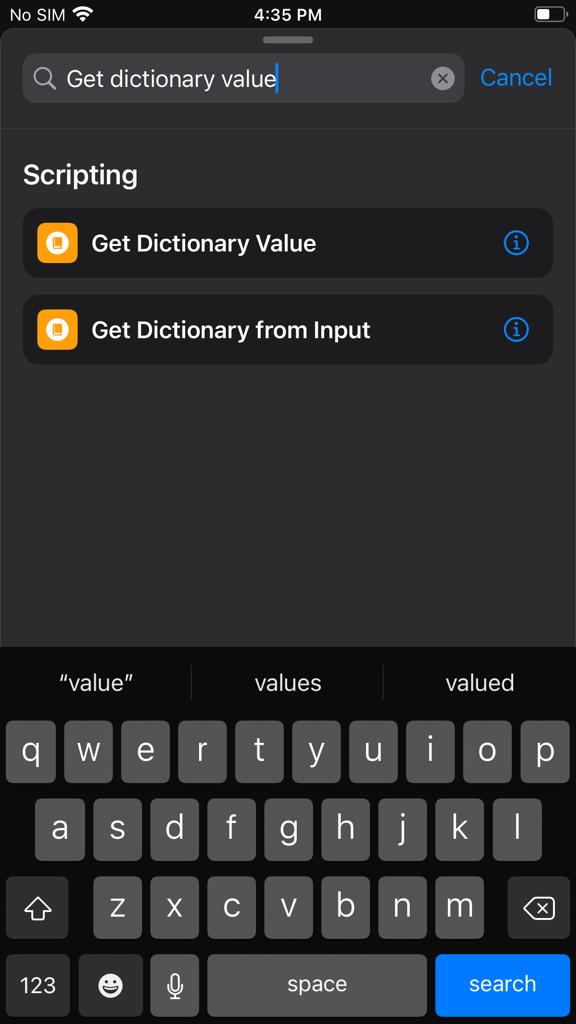 No SIM 4:35 PM
Get dictionary value Cancel
Scripting
Get Dictionary Value
Get Dictionary from Input
“value” values valued
q w e r t y u i o p
a s d f g h j k l
z x c v b n m
123 space search